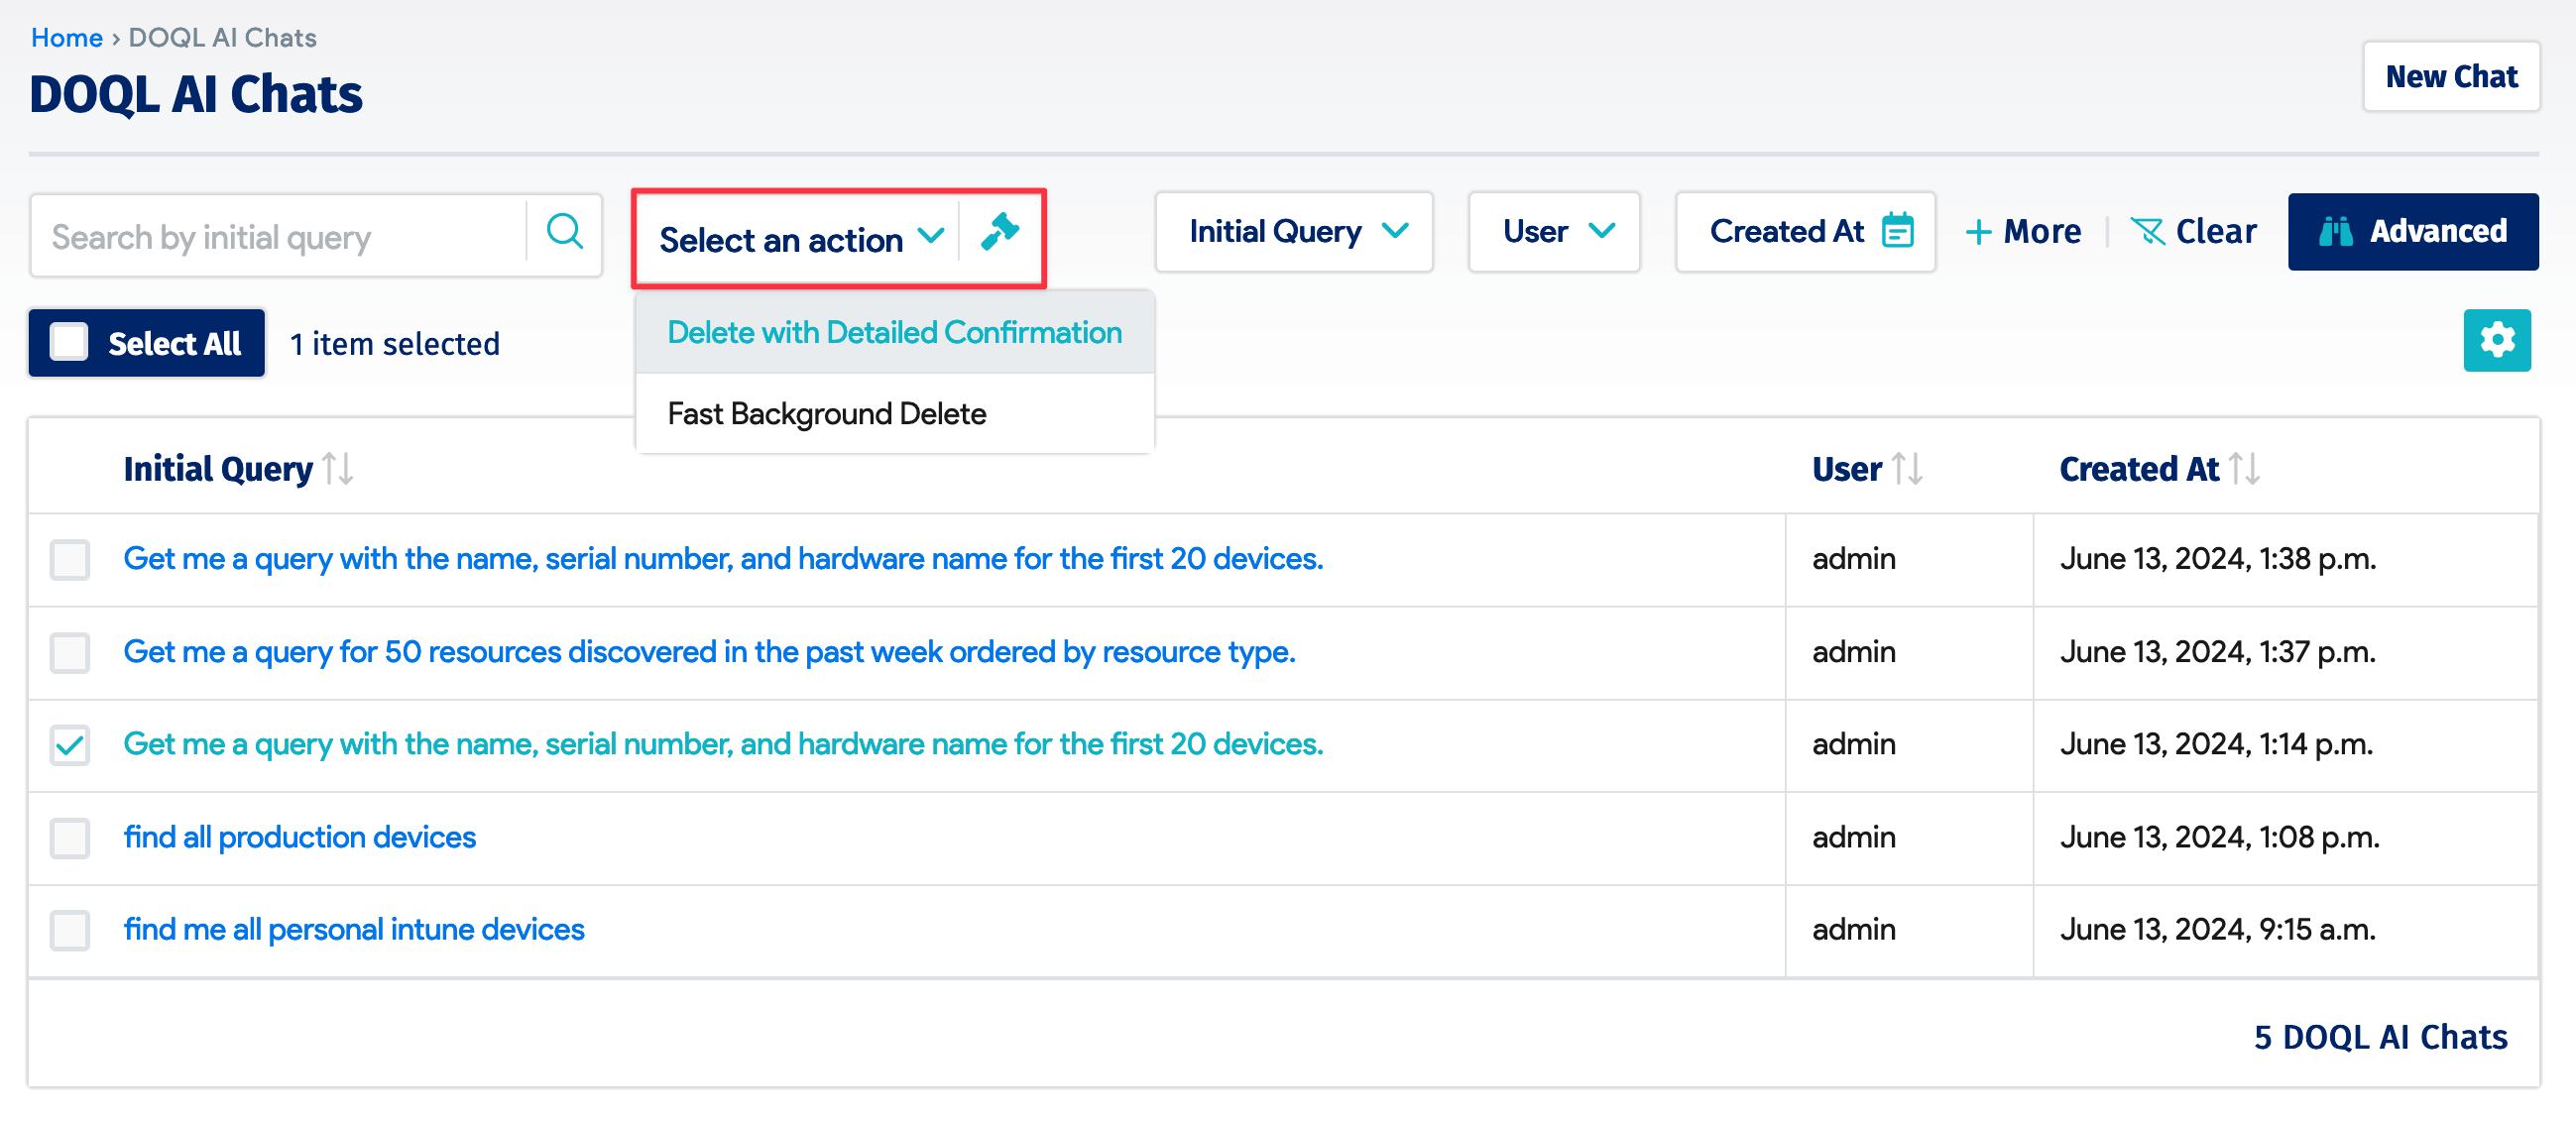 Home › DOQL AI Chats
DOQL AI Chats
New Chat
Search by initial query
Select an action
Initial Query
User
Created At
+ More
Clear
Advanced
Delete with Detailed Confirmation
Fast Background Delete
Select All
1 item selected
Initial Query
User
Created At
Get me a query with the name, serial number, and hardware name for the first 20 devices.
admin
June 13, 2024, 1:38 p.m.
Get me a query for 50 resources discovered in the past week ordered by resource type.
admin
June 13, 2024, 1:37 p.m.
Get me a query with the name, serial number, and hardware name for the first 20 devices.
admin
June 13, 2024, 1:14 p.m.
find all production devices
admin
June 13, 2024, 1:08 p.m.
find me all personal intune devices
admin
June 13, 2024, 9:15 a.m.
5 DOQL AI Chats